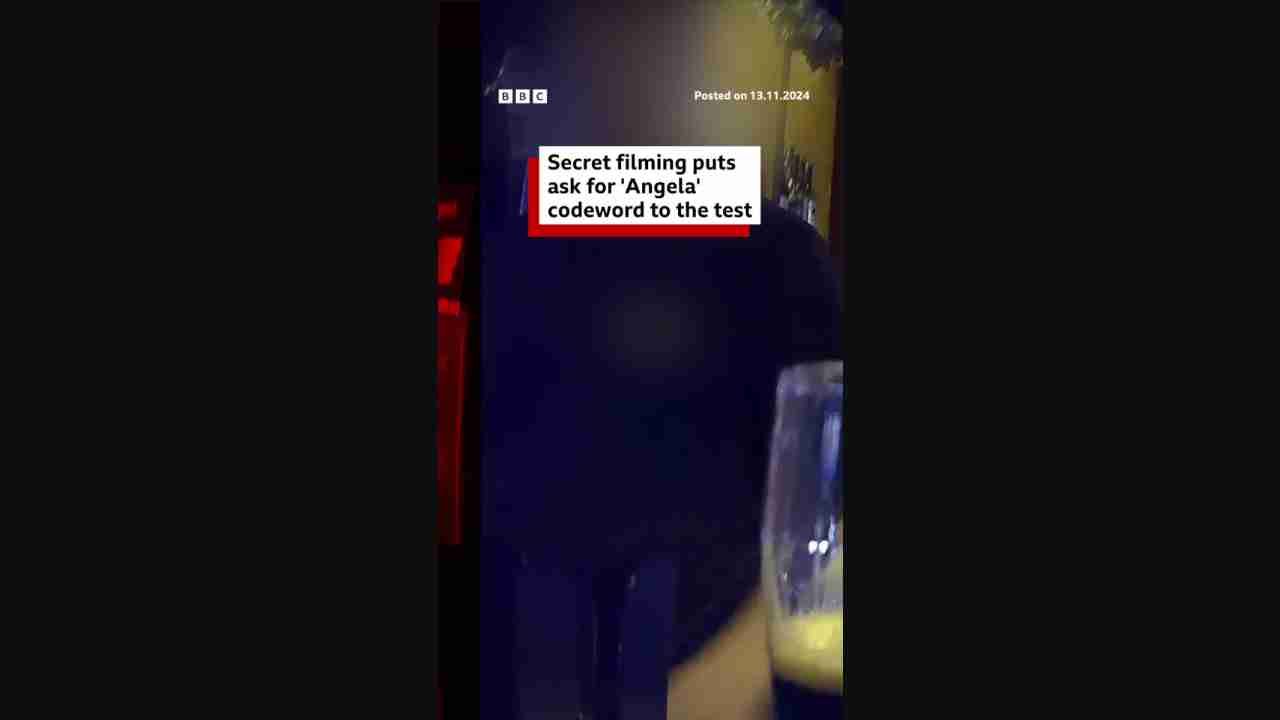 BBC
Posted on 13.11.2024
Secret filming puts
ask for 'Angela'
codeword to the test